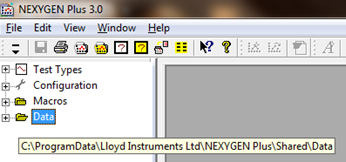 NEXYGEN Plus 3.0
File Edit View Window Help
Test Types
Configuration
Macros
Data
C:\ProgramData\Lloyd Instruments Ltd\NEXYGEN Plus\Shared\Data